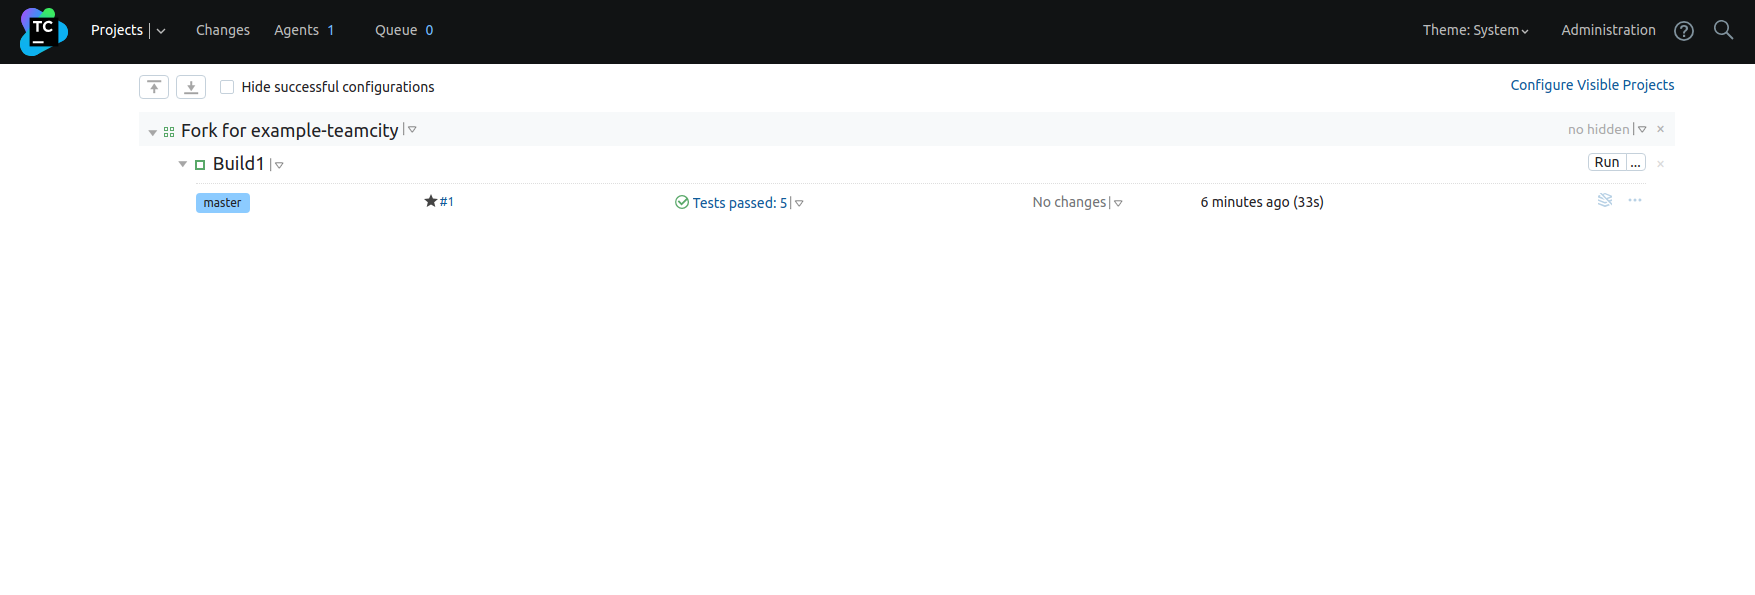 TC Projects Changes Agents 1 Queue 0 Theme: System Administration ?
Hide successful configurations Configure Visible Projects
Fork for example-teamcity no hidden
Build1 Run ...
master #1 Tests passed: 5 No changes 6 minutes ago (33s)